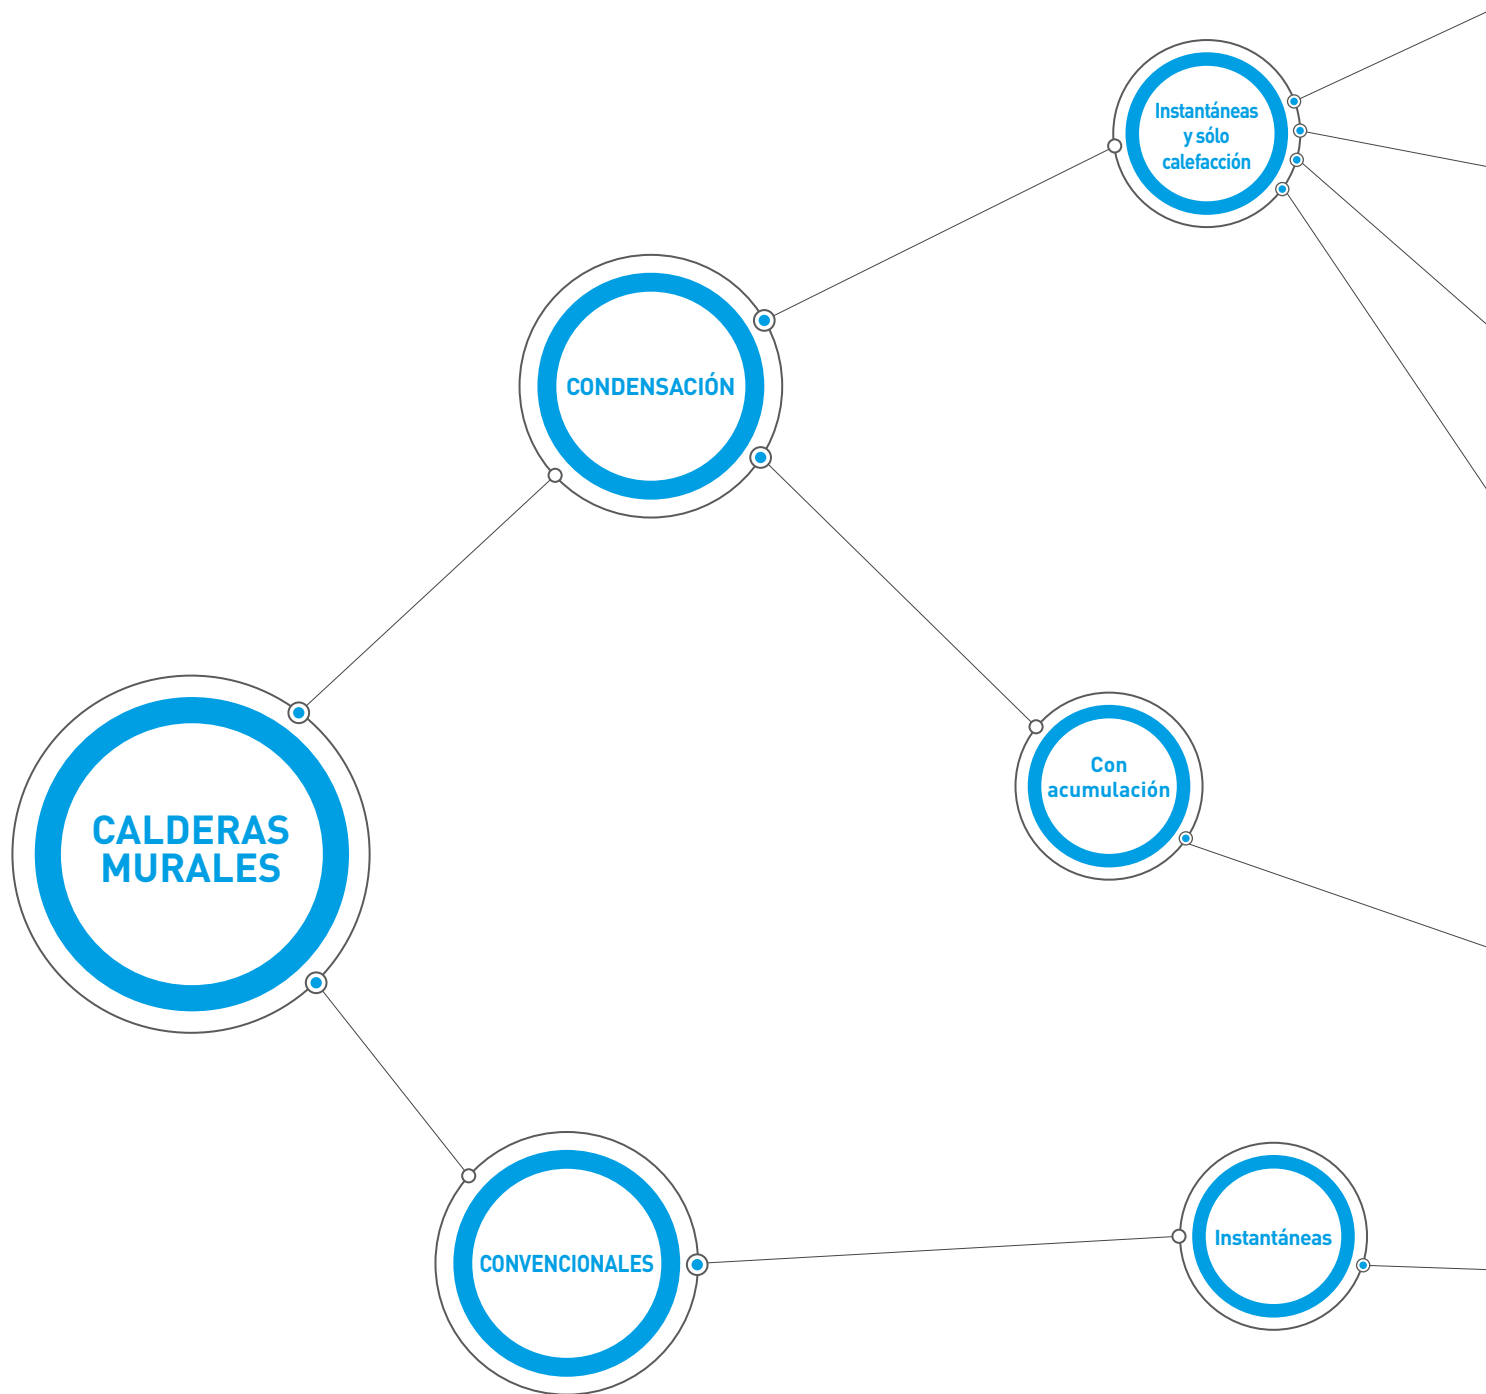 Instantáneas
y sólo
calefacción
CONDENSACIÓN
Con
acumulación
CALDERAS
MURALES
CONVENCIONALES
Instantáneas